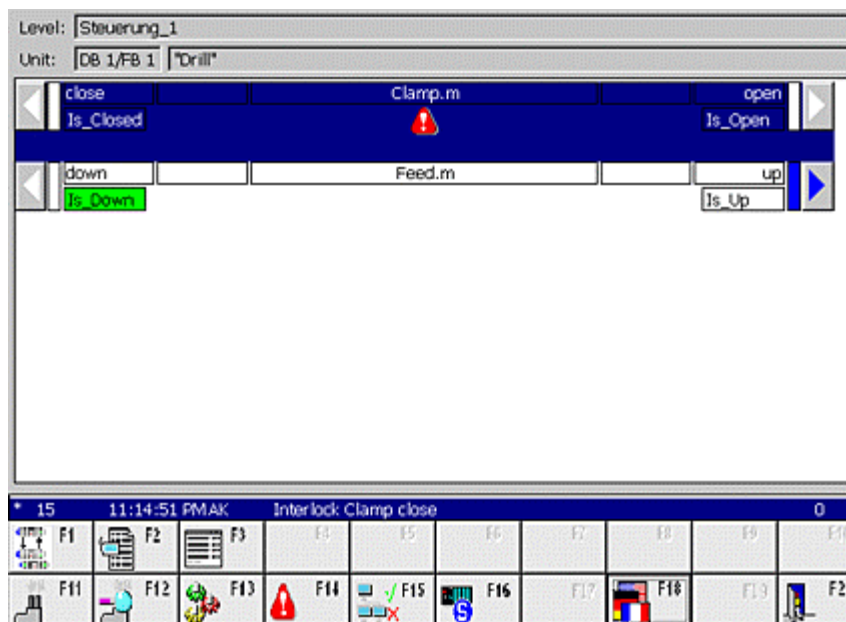 Level: Steuerung_1
Unit: DB 1/FB 1 "Drill"
close Clamp.m open
Is_Closed Is_Open
down Feed.m up
Is_Down Is_Up
* 15 11:14:51 PM AK Interlock Clamp close 0
F1 F2 F3 F4 F5 F6 F7 F8 F9
F11 F12 F13 F14 F15 F16 F17 F18 F19
S